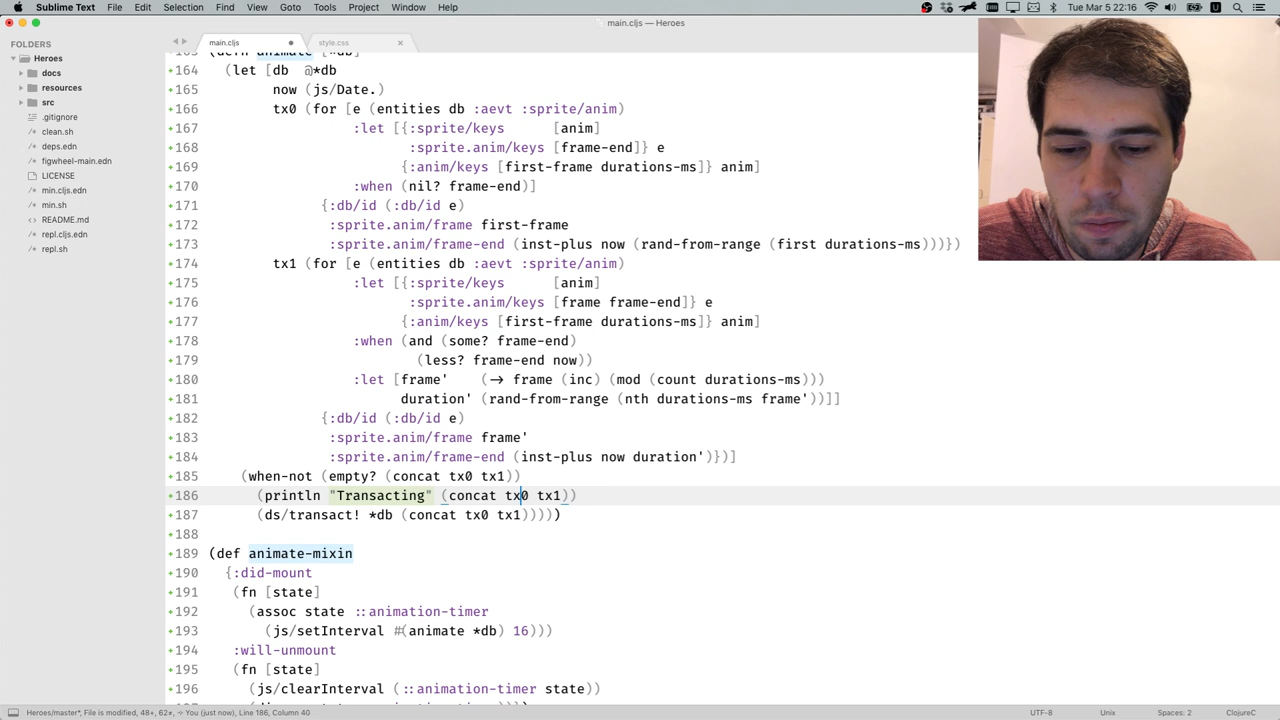 Sublime Text File Edit Selection Find View Goto Tools Project Window Help Tue Mar 5 22:16 U
main.cljs — Heroes
FOLDERS
Heroes
docs
resources
src
.gitignore
clean.sh
deps.edn
figwheel-main.edn
LICENSE
min.cljs.edn
min.sh
README.md
repl.cljs.edn
repl.sh
main.cljs
style.css
(defn animate [*db]
164 (let [db @*db
165 now (js/Date.)
166 tx0 (for [e (entities db :aevt :sprite/anim)
167 :let [{:sprite/keys [anim]
168 :sprite.anim/keys [frame-end]} e
169 {:anim/keys [first-frame durations-ms]} anim]
170 :when (nil? frame-end)]
171 {:db/id (:db/id e)
172 :sprite.anim/frame first-frame
173 :sprite.anim/frame-end (inst-plus now (rand-from-range (first durations-ms)))})
174 tx1 (for [e (entities db :aevt :sprite/anim)
175 :let [{:sprite/keys [anim]
176 :sprite.anim/keys [frame frame-end]} e
177 {:anim/keys [first-frame durations-ms]} anim]
178 :when (and (some? frame-end)
179 (less? frame-end now))
180 :let [frame' (-> frame (inc) (mod (count durations-ms)))
181 duration' (rand-from-range (nth durations-ms frame'))]]
182 {:db/id (:db/id e)
183 :sprite.anim/frame frame'
184 :sprite.anim/frame-end (inst-plus now duration')})]
185 (when-not (empty? (concat tx0 tx1))
186 (println "Transacting" (concat tx0 tx1))
187 (ds/transact! *db (concat tx0 tx1)))))
188
189 (def animate-mixin
190 {:did-mount
191 (fn [state]
192 (assoc state ::animation-timer
193 (js/setInterval #(animate *db) 16)))
194 :will-unmount
195 (fn [state]
196 (js/clearInterval (::animation-timer state))
Heroes/master*, File is modified, 48+, 62≠, → You (just now), Line 186, Column 40
UTF-8
Unix
Spaces: 2
ClojureC